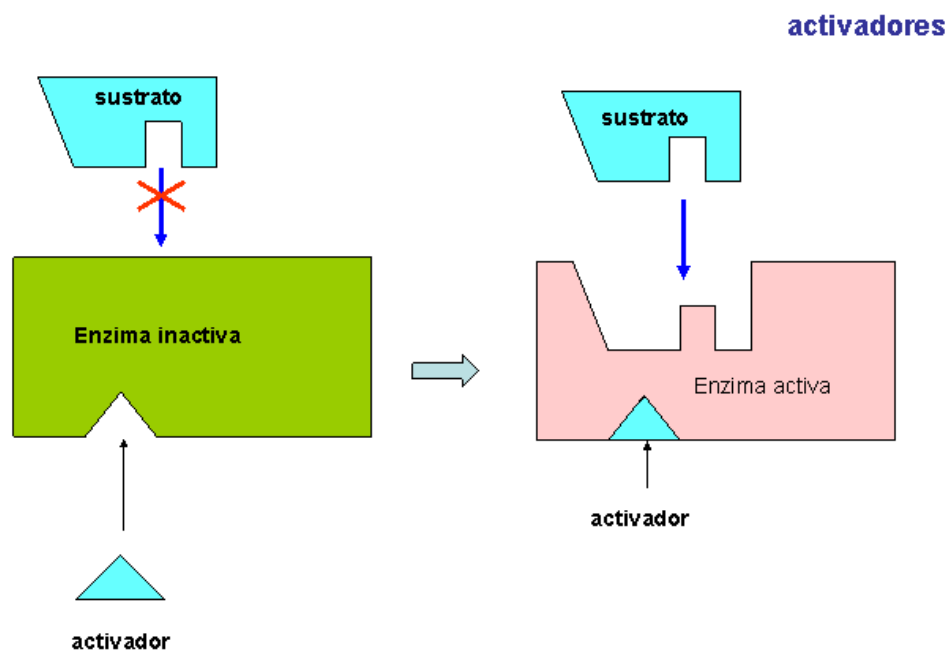 activadores
sustrato
sustrato
Enzima inactiva
Enzima activa
activador
activador